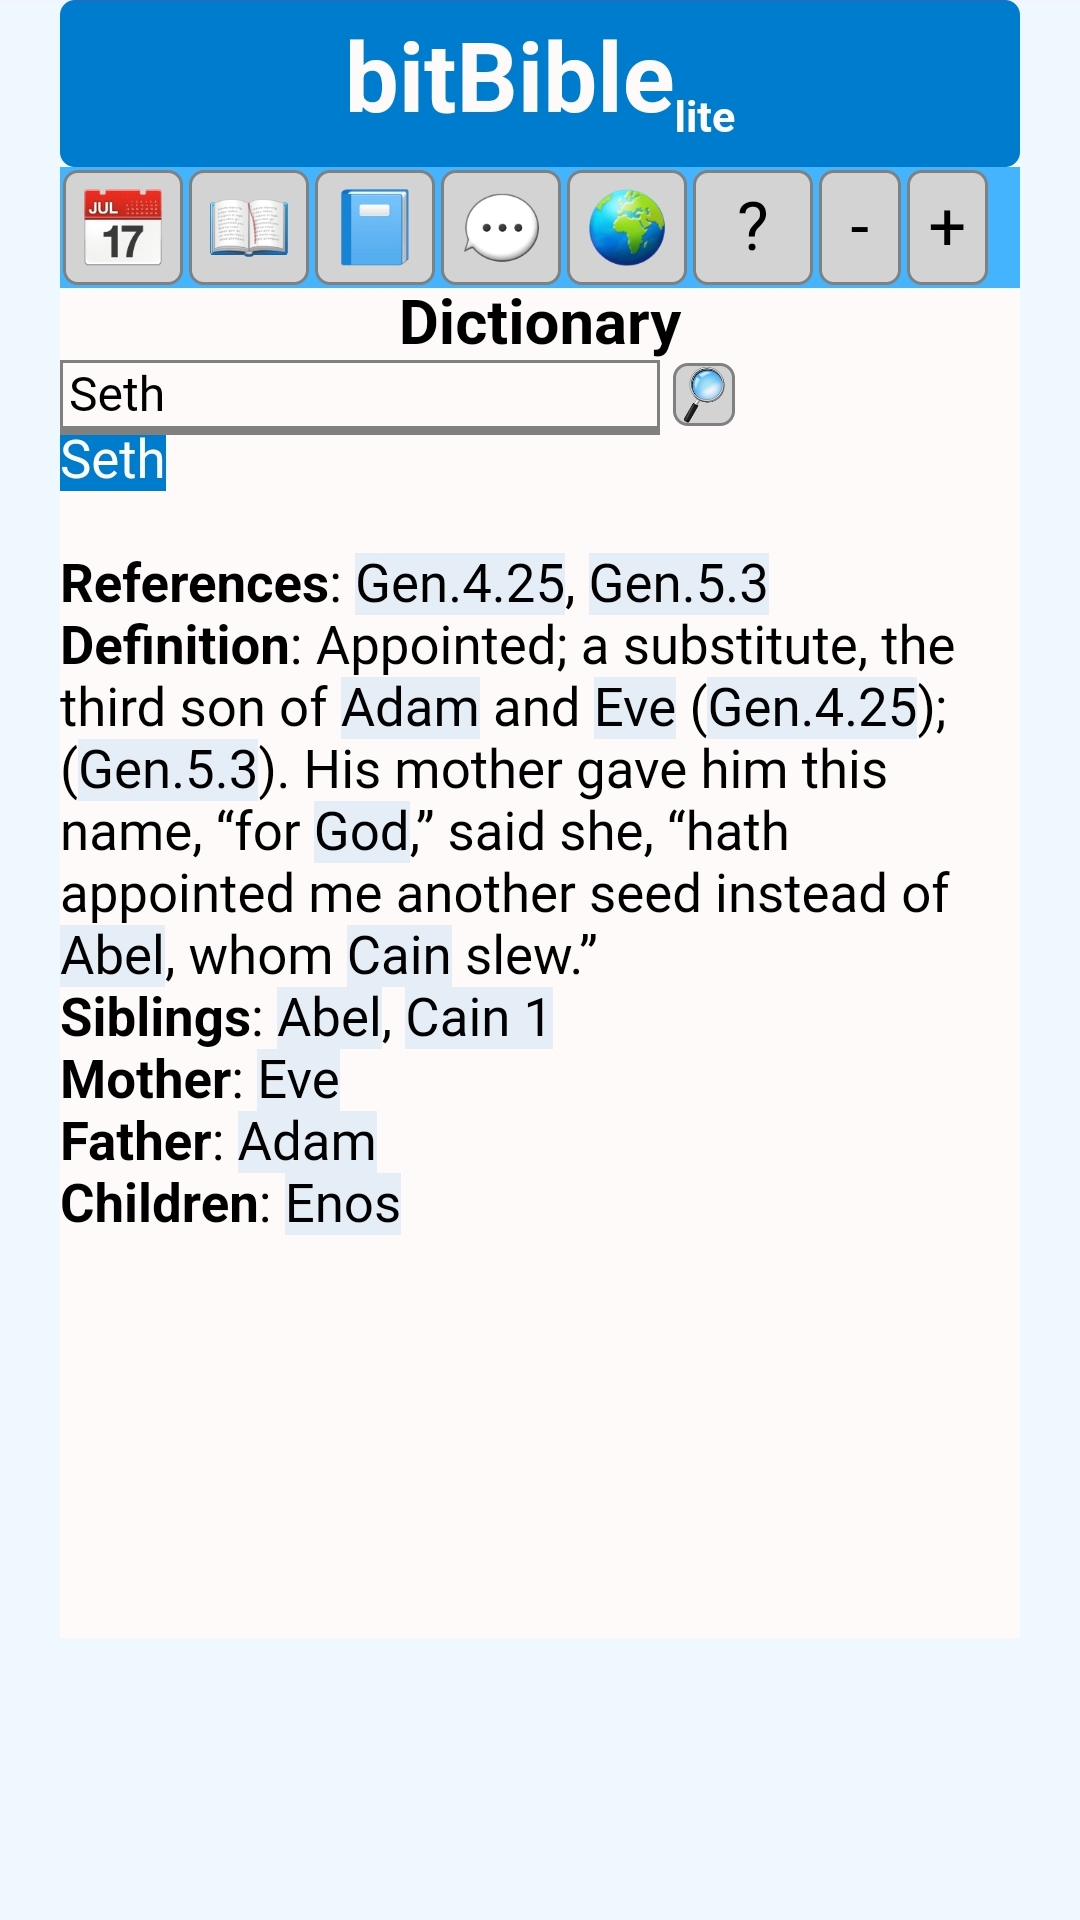 bitBible lite
JUL
17
? - +
Dictionary
Seth
Seth
References: Gen.4.25, Gen.5.3
Definition: Appointed; a substitute, the
third son of Adam and Eve (Gen.4.25);
(Gen.5.3). His mother gave him this
name, “for God,” said she, “hath
appointed me another seed instead of
Abel, whom Cain slew.”
Siblings: Abel, Cain 1
Mother: Eve
Father: Adam
Children: Enos